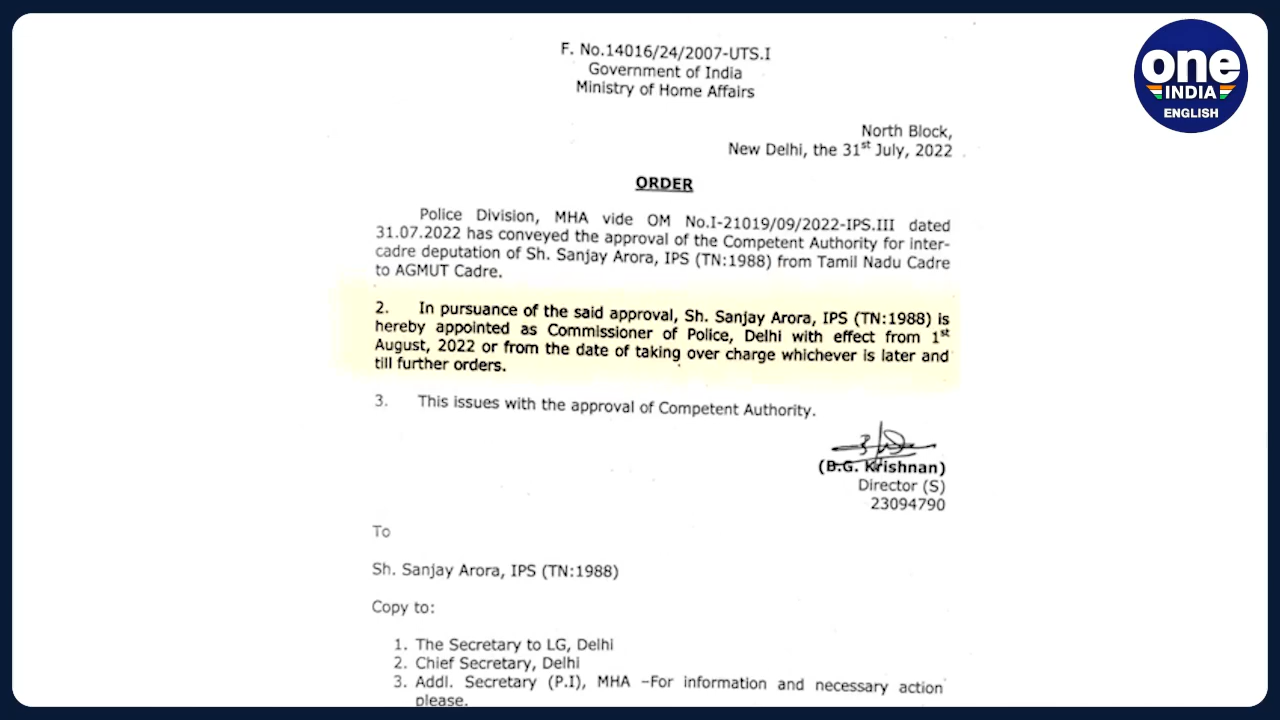 F. No.14016/24/2007-UTS.I
Government of India
Ministry of Home Affairs
one
INDIA
ENGLISH
North Block,
New Delhi, the 31st July, 2022
ORDER
Police Division, MHA vide OM No.I-21019/09/2022-IPS.III dated
31.07.2022 has conveyed the approval of the Competent Authority for inter-
cadre deputation of Sh. Sanjay Arora, IPS (TN:1988) from Tamil Nadu Cadre
to AGMUT Cadre.
2. In pursuance of the said approval, Sh. Sanjay Arora, IPS (TN:1988) is
hereby appointed as Commissioner of Police, Delhi with effect from 1st
August, 2022 or from the date of taking over charge whichever is later and
till further orders.
3. This issues with the approval of Competent Authority.
(B.G. Krishnan)
Director (S)
23094790
To
Sh. Sanjay Arora, IPS (TN:1988)
Copy to:
1. The Secretary to LG, Delhi
2. Chief Secretary, Delhi
3. Addl. Secretary (P.I), MHA –For information and necessary action
please.